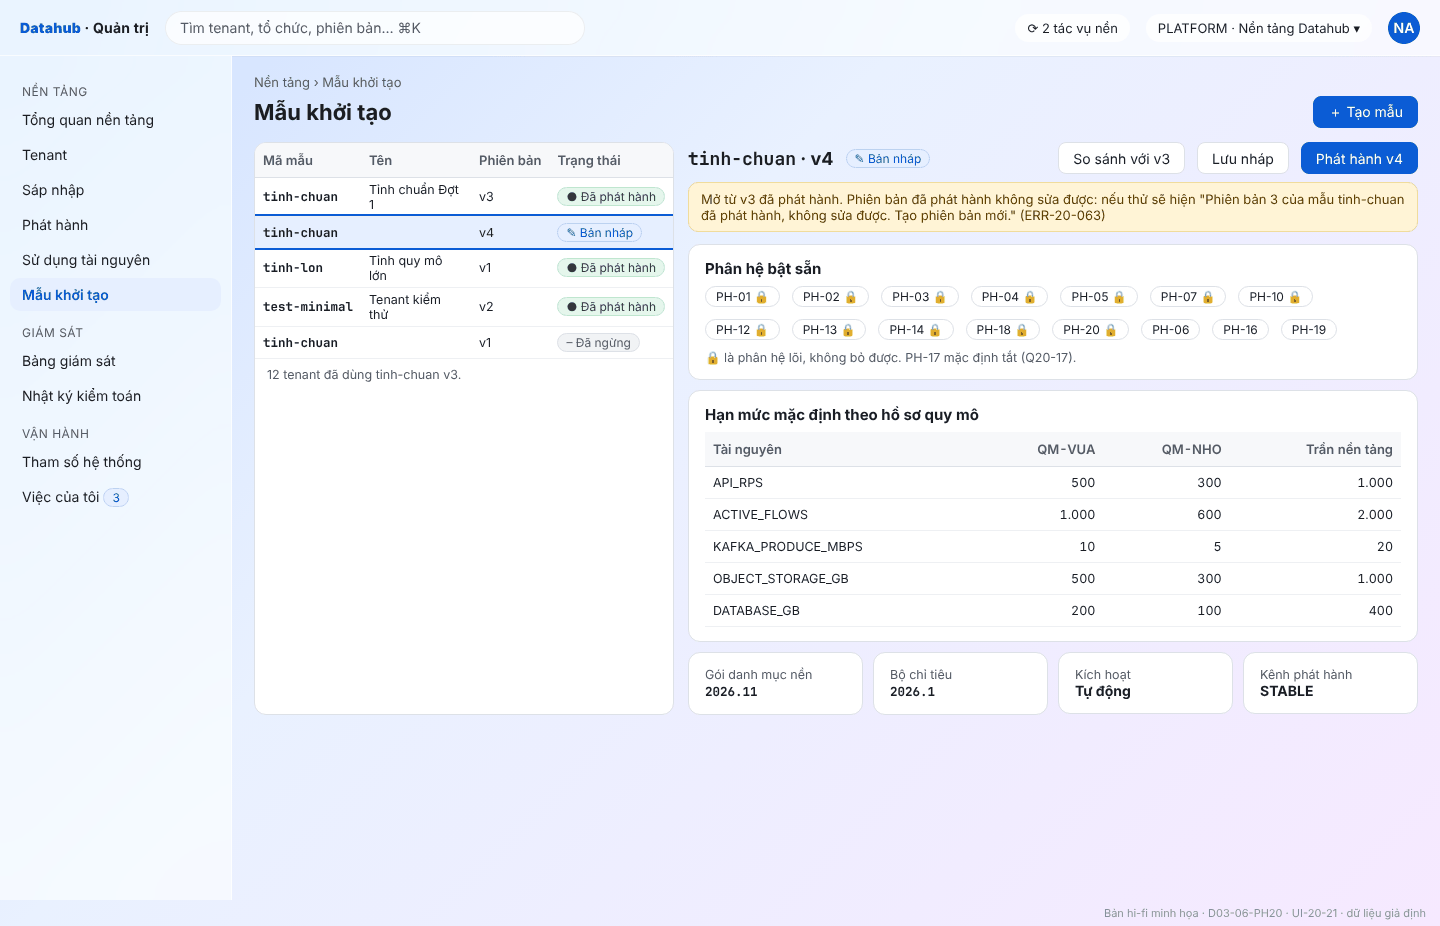 Datahub · Quản trị
Tìm tenant, tổ chức, phiên bản… ⌘K
⟳ 2 tác vụ nền
PLATFORM · Nền tảng Datahub ▾
NA
NỀN TẢNG
Tổng quan nền tảng
Tenant
Sáp nhập
Phát hành
Sử dụng tài nguyên
Mẫu khởi tạo
GIÁM SÁT
Bảng giám sát
Nhật ký kiểm toán
VẬN HÀNH
Tham số hệ thống
Việc của tôi 3
Nền tảng › Mẫu khởi tạo
Mẫu khởi tạo
＋ Tạo mẫu
Mã mẫu Tên Phiên bản Trạng thái
tinh-chuan Tỉnh chuẩn Đợt 1 v3 ● Đã phát hành
tinh-chuan v4 ✎ Bản nháp
tinh-lon Tỉnh quy mô lớn v1 ● Đã phát hành
test-minimal Tenant kiểm thử v2 ● Đã phát hành
tinh-chuan v1 – Đã ngừng
12 tenant đã dùng tinh-chuan v3.
tinh-chuan · v4 ✎ Bản nháp
So sánh với v3
Lưu nháp
Phát hành v4
Mở từ v3 đã phát hành. Phiên bản đã phát hành không sửa được: nếu thử sẽ hiện "Phiên bản 3 của mẫu tinh-chuan
đã phát hành, không sửa được. Tạo phiên bản mới." (ERR-20-063)
Phân hệ bật sẵn
PH-01 🔒 PH-02 🔒 PH-03 🔒 PH-04 🔒 PH-05 🔒 PH-07 🔒 PH-10 🔒
PH-12 🔒 PH-13 🔒 PH-14 🔒 PH-18 🔒 PH-20 🔒 PH-06 PH-16 PH-19
🔒 là phân hệ lõi, không bỏ được. PH-17 mặc định tắt (Q20-17).
Hạn mức mặc định theo hồ sơ quy mô
Tài nguyên QM-VUA QM-NHO Trần nền tảng
API_RPS 500 300 1.000
ACTIVE_FLOWS 1.000 600 2.000
KAFKA_PRODUCE_MBPS 10 5 20
OBJECT_STORAGE_GB 500 300 1.000
DATABASE_GB 200 100 400
Gói danh mục nền
2026.11
Bộ chỉ tiêu
2026.1
Kích hoạt
Tự động
Kênh phát hành
STABLE
Bản hi-fi minh họa · D03-06-PH20 · UI-20-21 · dữ liệu giả định